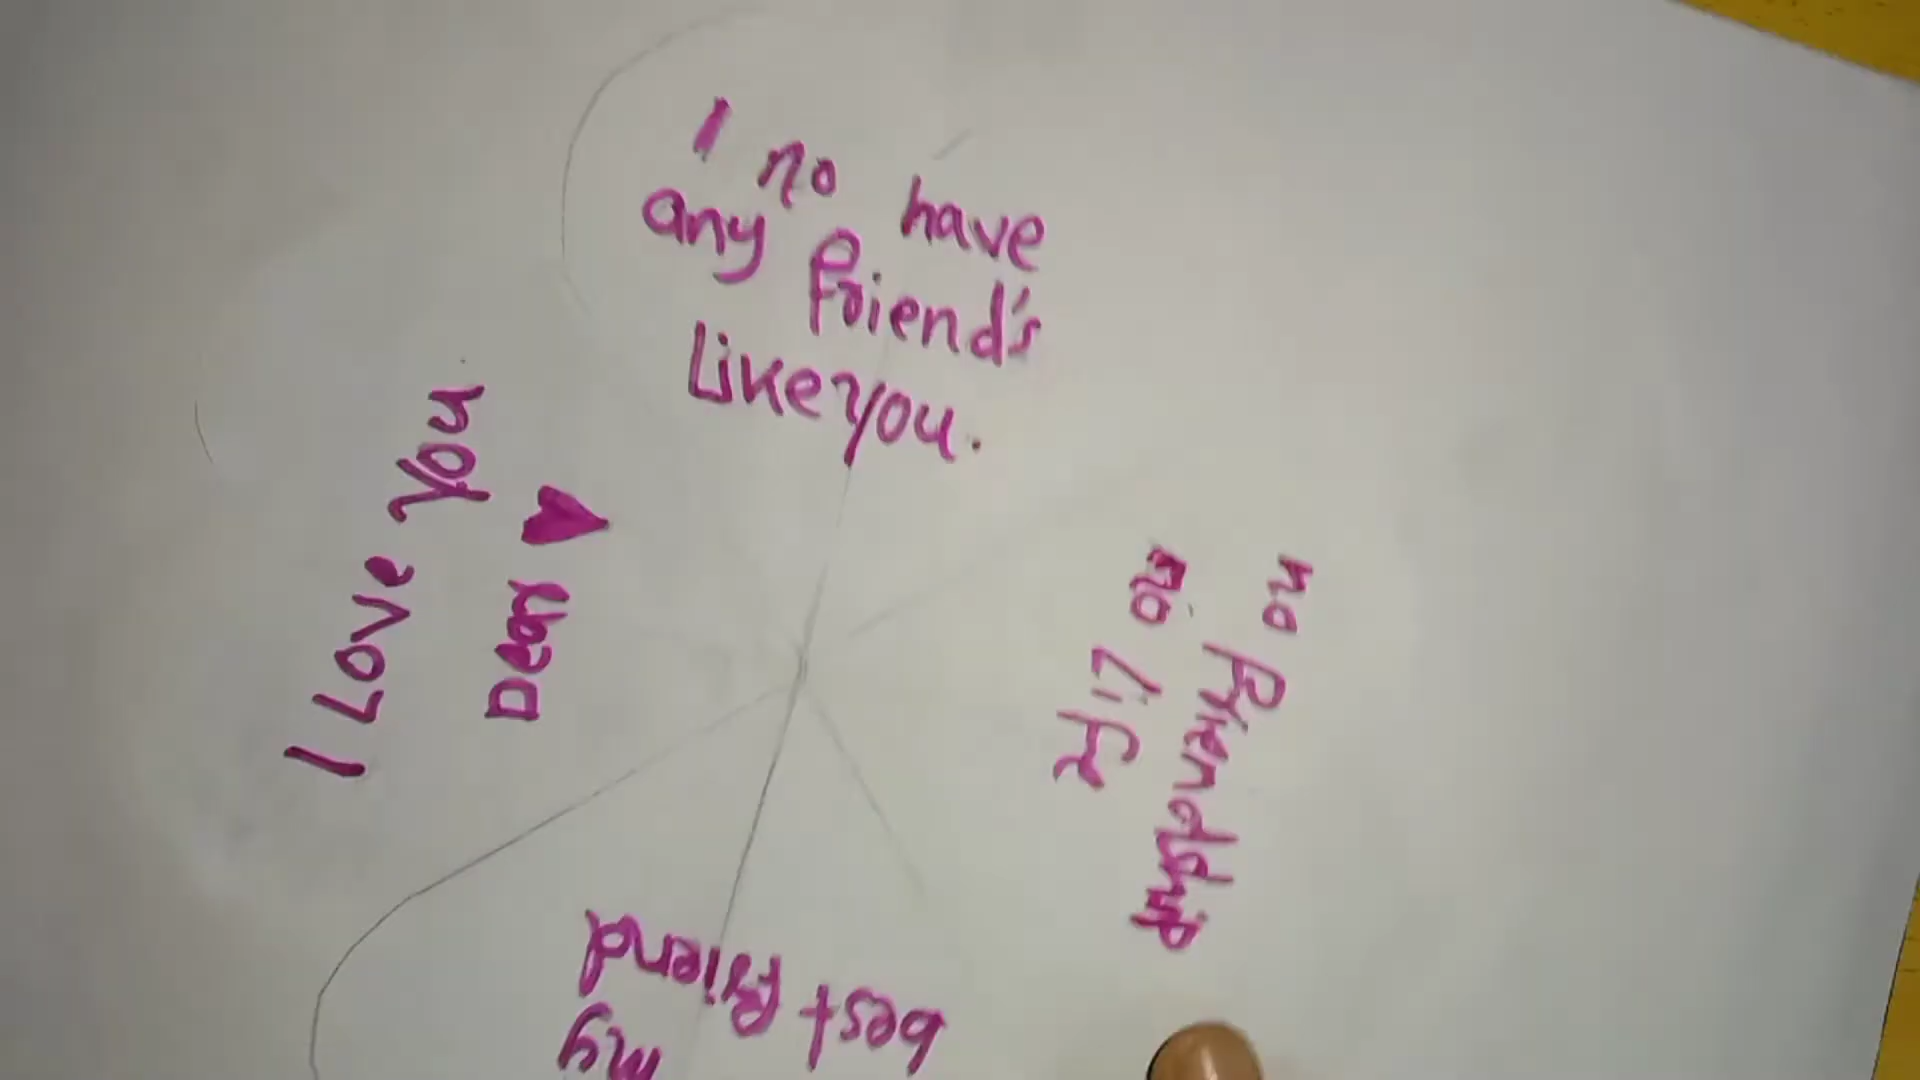 I no have
any friend's
Like you.
I Love you
Dear
no friendship
no Life
my
best friend